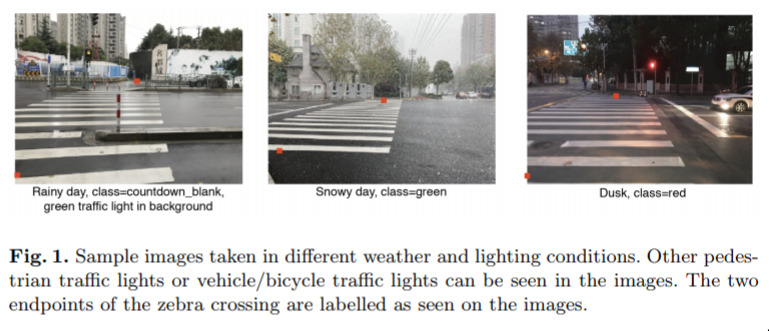 Rainy day, class=countdown_blank,
green traffic light in background
Snowy day, class=green
Dusk, class=red
Fig. 1. Sample images taken in different weather and lighting conditions. Other pedes-
trian traffic lights or vehicle/bicycle traffic lights can be seen in the images. The two
endpoints of the zebra crossing are labelled as seen on the images.